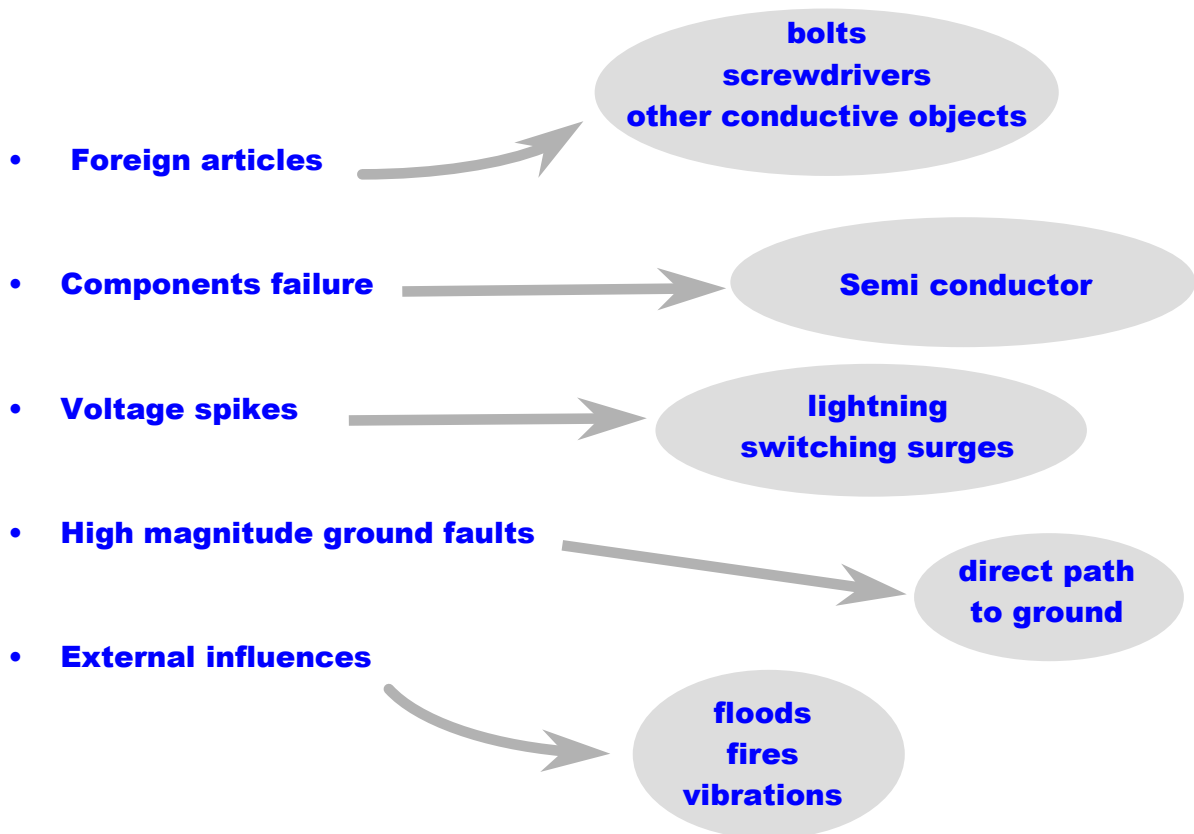 bolts
screwdrivers
other conductive objects
• Foreign articles
• Components failure
Semi conductor
• Voltage spikes
lightning
switching surges
• High magnitude ground faults
direct path
to ground
• External influences
floods
fires
vibrations